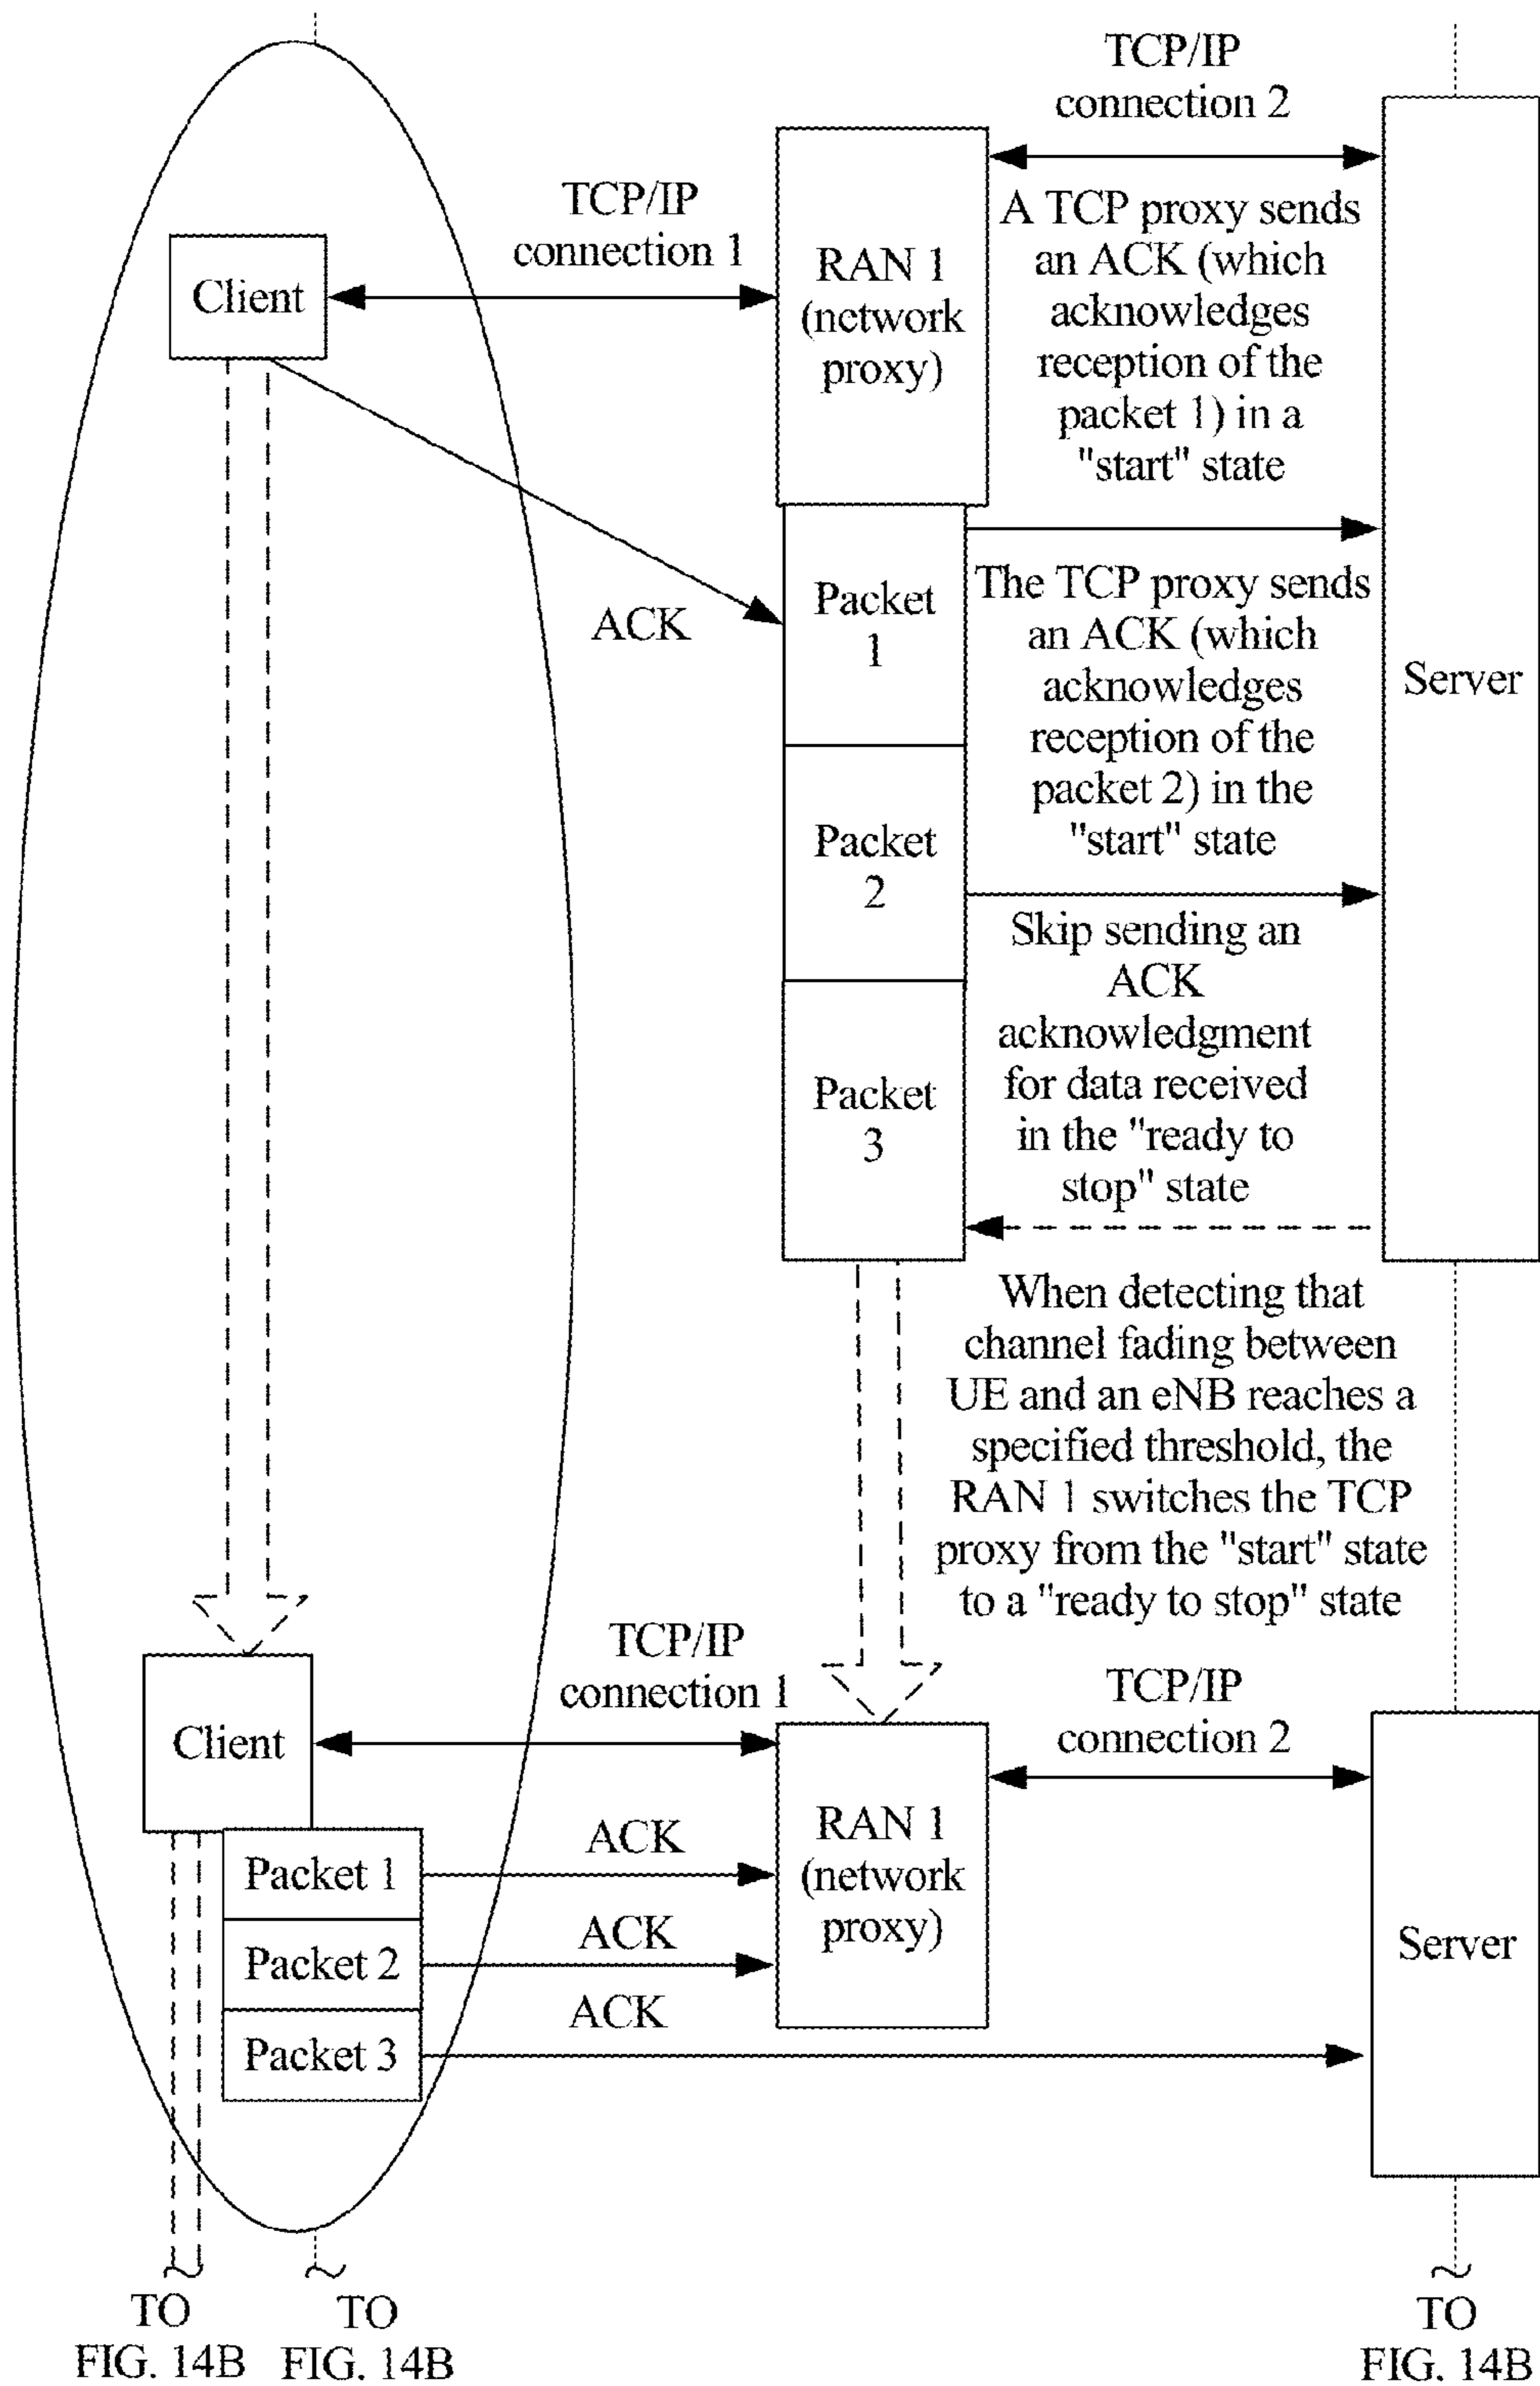 TCP/IP
connection 2
TCP/IP
connection 1
Client
RAN 1
(network
proxy)
A TCP proxy sends
an ACK (which
acknowledges
reception of the
packet 1) in a
"start" state
ACK
Packet
1
The TCP proxy sends
an ACK (which
acknowledges
reception of the
packet 2) in the
"start" state
Server
Packet
2
Skip sending an
ACK
acknowledgment
for data received
in the "ready to
stop" state
Packet
3
When detecting that
channel fading between
UE and an eNB reaches a
specified threshold, the
RAN 1 switches the TCP
proxy from the "start" state
to a "ready to stop" state
TCP/IP
connection 1
TCP/IP
connection 2
Client
RAN 1
(network
proxy)
Packet 1
ACK
Packet 2
ACK
Packet 3
ACK
Server
TO
FIG. 14B
TO
FIG. 14B
TO
FIG. 14B